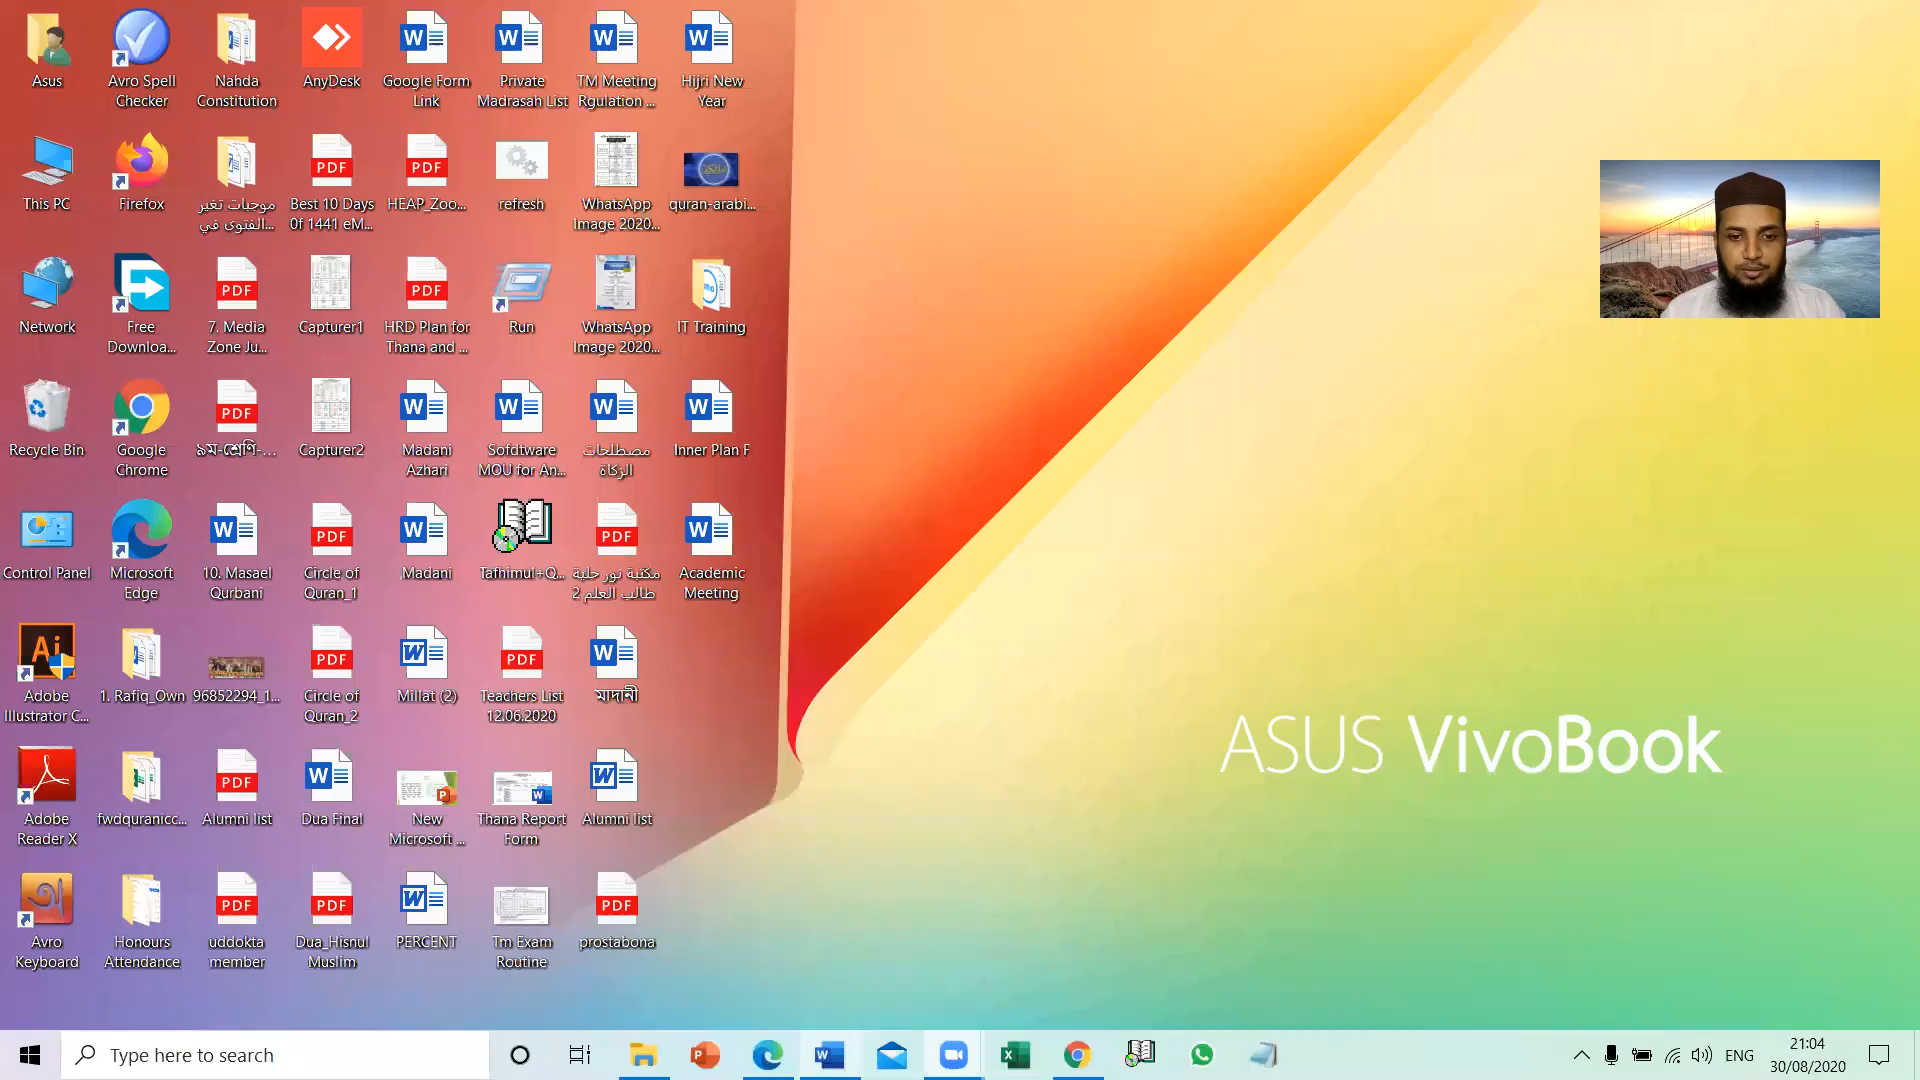 Asus
Avro Spell
Checker
Nahda
Constitution
AnyDesk
Google Form
Link
Private
Madrasah List
TM Meeting
Rgulation ...
Hijri New
Year
This PC
Firefox
موجبات تغير
الفتوى في...
Best 10 Days
0f 1441 eM...
HEAP_Zoo...
refresh
WhatsApp
Image 2020...
quran-arabi...
Network
Free
Downloa...
7. Media
Zone Ju...
Capturer1
HRD Plan for
Thana and ...
Run
WhatsApp
Image 2020...
IT Training
Recycle Bin
Google
Chrome
৯ম-শ্রেণি-...
Capturer2
Madani
Azhari
Sofdtware
MOU for An...
مصطلحات
الزكاة
Inner Plan F
Control Panel
Microsoft
Edge
10. Masael
Qurbani
Circle of
Quran_1
Madani
Tafhimul+Q...
مكتبة نور حلية
طالب العلم 2
Academic
Meeting
Adobe
Illustrator C...
1. Rafiq_Own
96852294_1...
Circle of
Quran_2
Millat (2)
Teachers List
12.06.2020
মাদানী
Adobe
Reader X
fwdquranicc...
Alumni list
Dua Final
New
Microsoft ...
Thana Report
Form
Alumni list
Avro
Keyboard
Honours
Attendance
uddokta
member
Dua_Hisnul
Muslim
PERCENT
Tm Exam
Routine
prostabona
ASUS VivoBook
Type here to search
ENG
21:04
30/08/2020